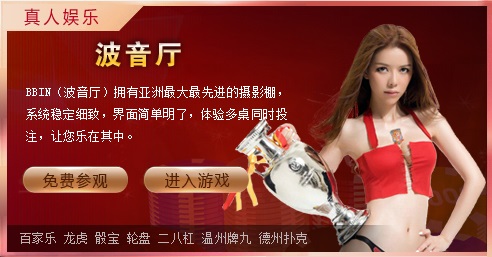 真人娱乐
波音厅
BBIN（波音厅）拥有亚洲最大最先进的摄影棚，
系统稳定细致，界面简单明了，体验多桌同时投
注，让您乐在其中。
免费参观 进入游戏
百家乐 龙虎 骰宝 轮盘 二八杠 温州牌九 德州扑克